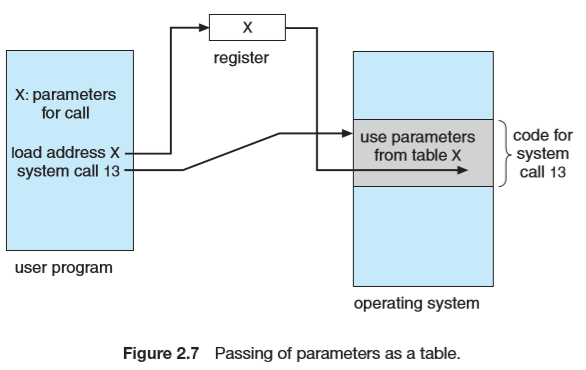 X
register
X: parameters
for call
load address X
system call 13
user program
use parameters
from table X
code for
system
call 13
operating system
Figure 2.7 Passing of parameters as a table.